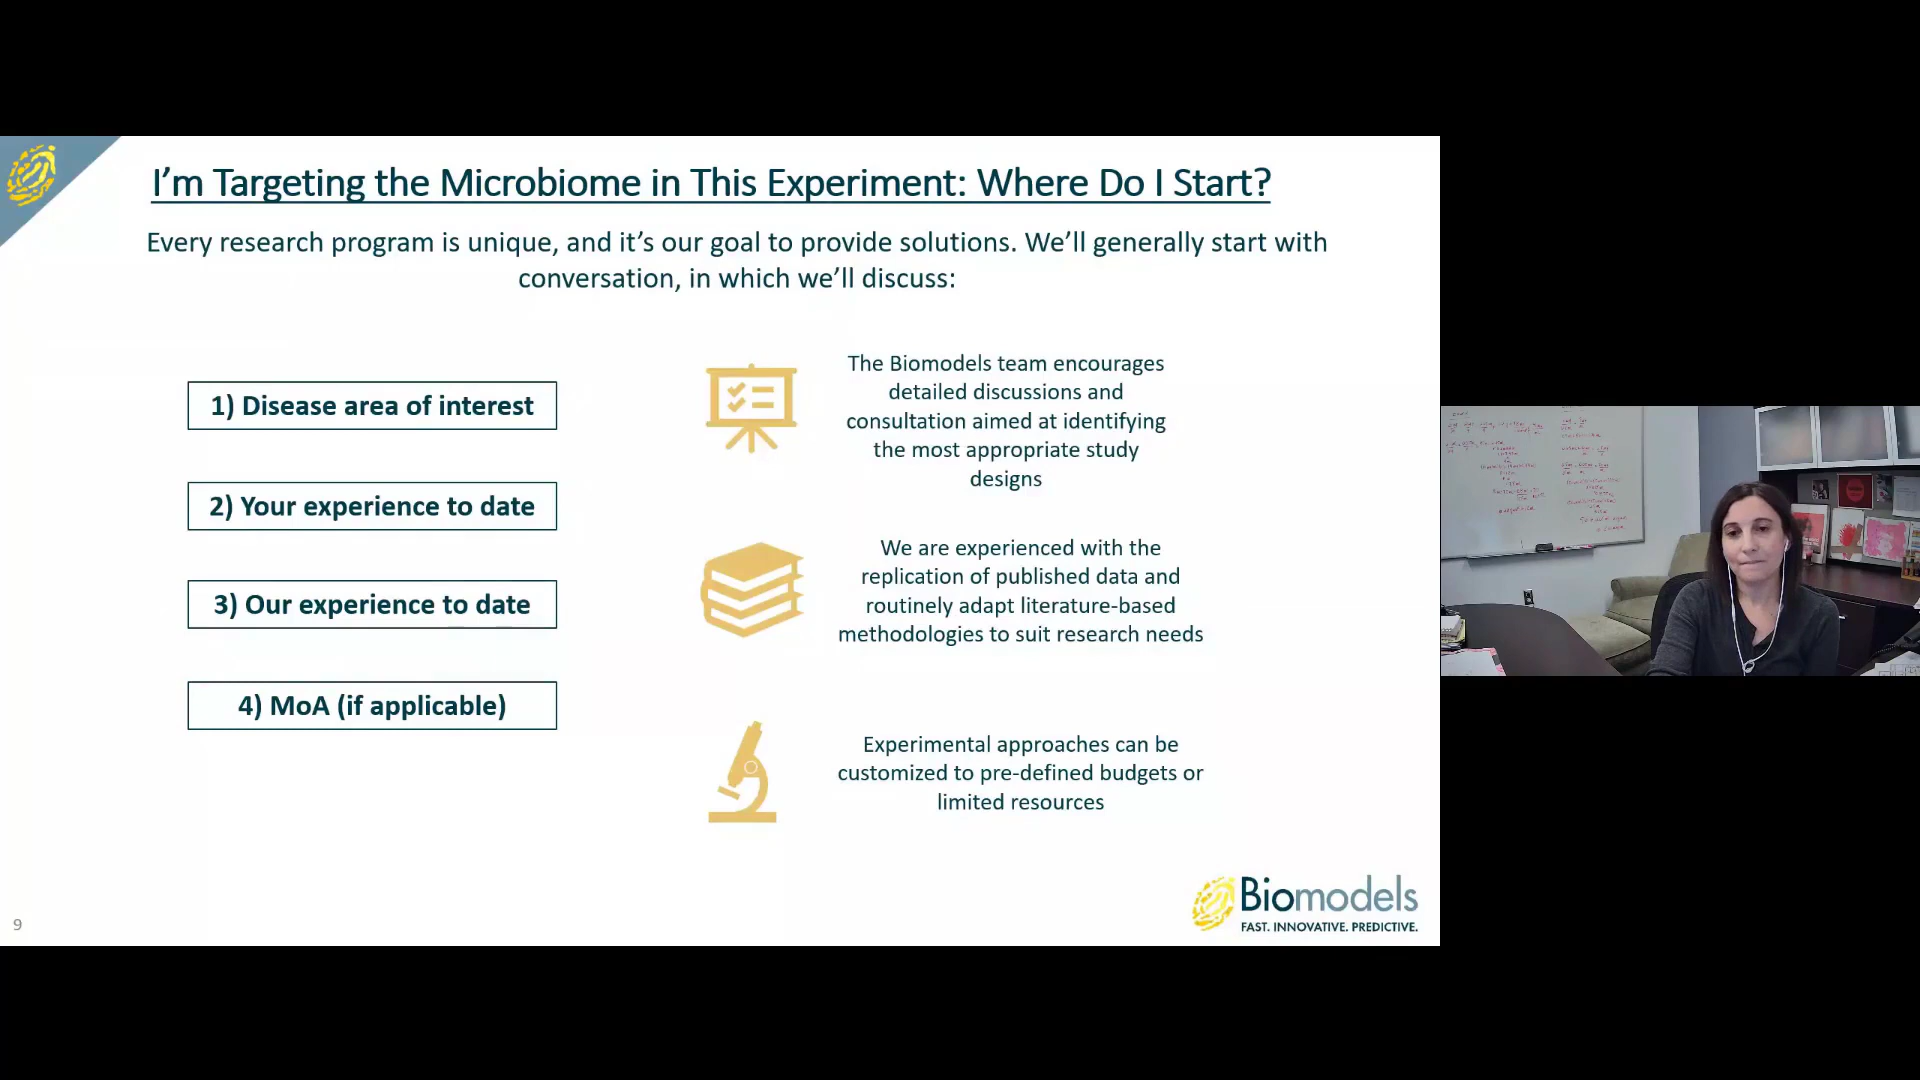 I'm Targeting the Microbiome in This Experiment: Where Do I Start?
Every research program is unique, and it's our goal to provide solutions. We'll generally start with
conversation, in which we'll discuss:
1) Disease area of interest
2) Your experience to date
3) Our experience to date
4) MoA (if applicable)
The Biomodels team encourages
detailed discussions and
consultation aimed at identifying
the most appropriate study
designs
We are experienced with the
replication of published data and
routinely adapt literature-based
methodologies to suit research needs
Experimental approaches can be
customized to pre-defined budgets or
limited resources
Biomodels
FAST. INNOVATIVE. PREDICTIVE.
9